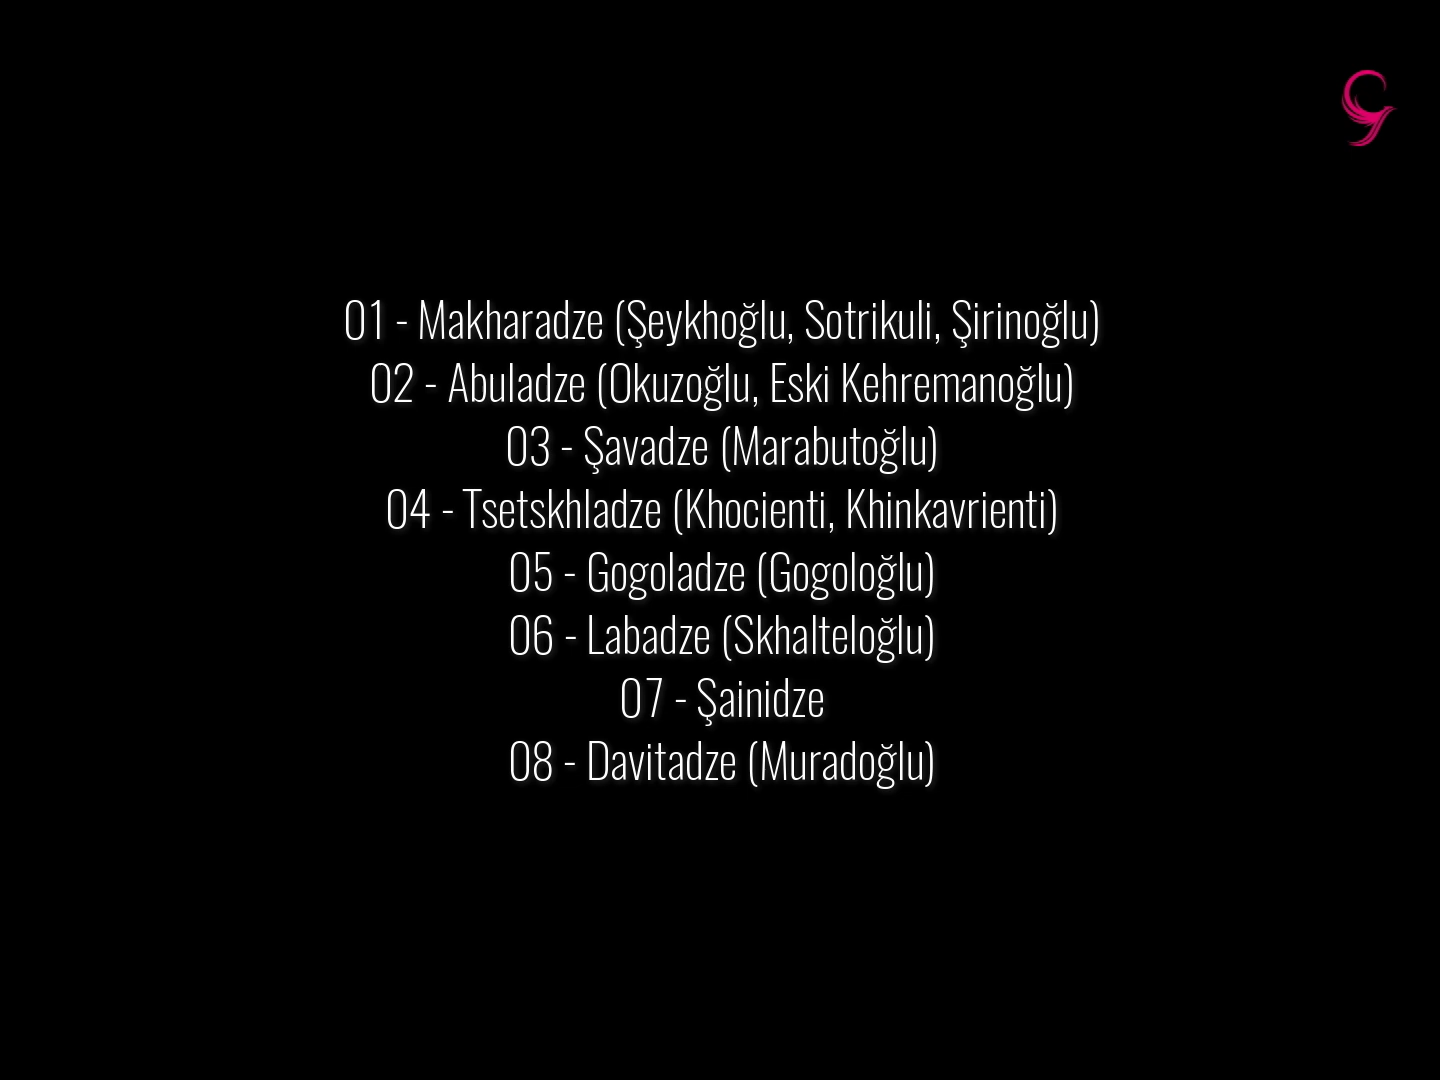 01 - Makharadze (Şeykhoğlu, Sotrikuli, Şirinoğlu)
02 - Abuladze (Okuzoğlu, Eski Kehremanoğlu)
03 - Şavadze (Marabutoğlu)
04 - Tsetskhladze (Khocienti, Khinkavrienti)
05 - Gogoladze (Gogoloğlu)
06 - Labadze (Skhalteloğlu)
07 - Şainidze
08 - Davitadze (Muradoğlu)